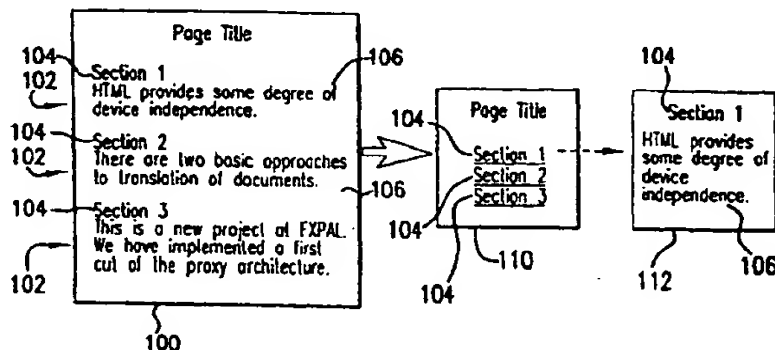 Page Title
104
Section 1
106
102
HTML provides some degree of
device independence.
104
Section 2
102
There are two basic approaches
to translation of documents.
106
104
Section 3
This is a new project at FXPAL.
We have implemented a first
102
cut of the proxy architecture.
100
Page Title
104
Section 1
Section 2
104
Section 3
104
110
104
Section 1
HTML provides
some degree of
device
independence.
106
112